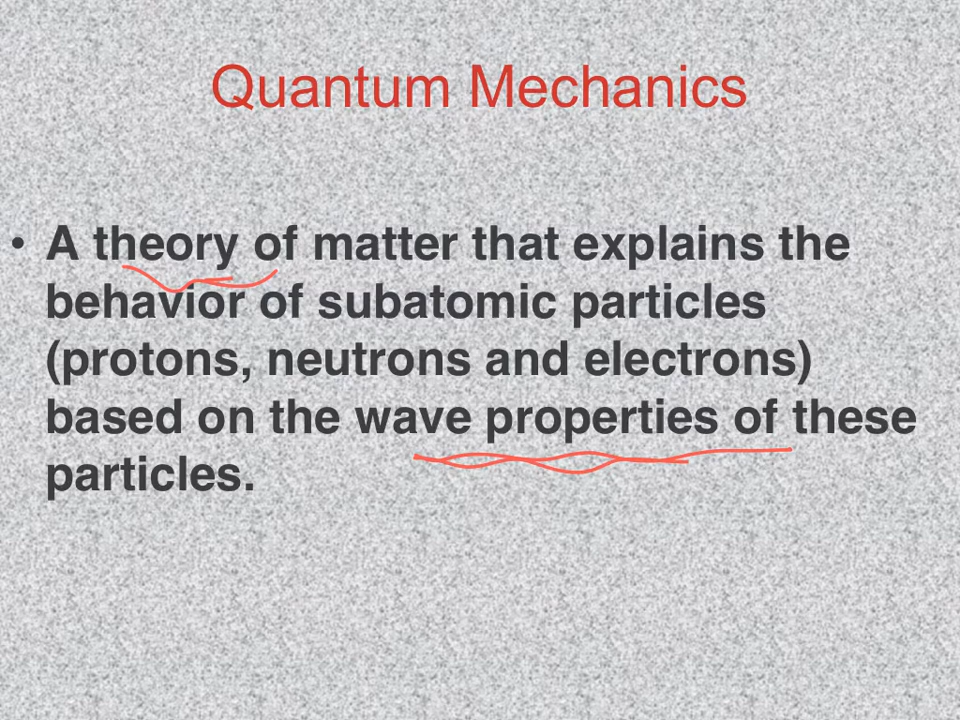 Quantum Mechanics
• A theory of matter that explains the
behavior of subatomic particles
(protons, neutrons and electrons)
based on the wave properties of these
particles.